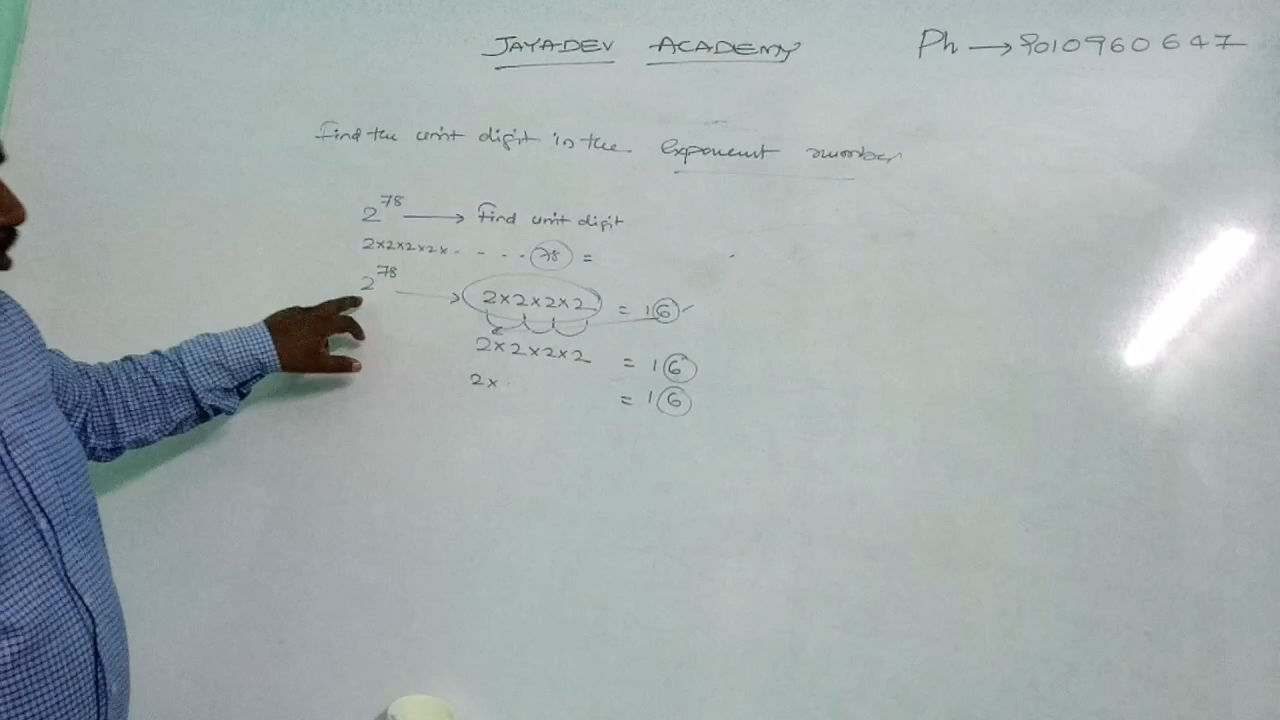 JAYADEV ACADEMY
Ph → 9010960647
Find the unit digit in the exponent number
2^78 → Find unit digit
2×2×2×2×- - - - - 78 =
2^78 → 2×2×2×2 = 16
2×2×2×2 = 16
2× = 16